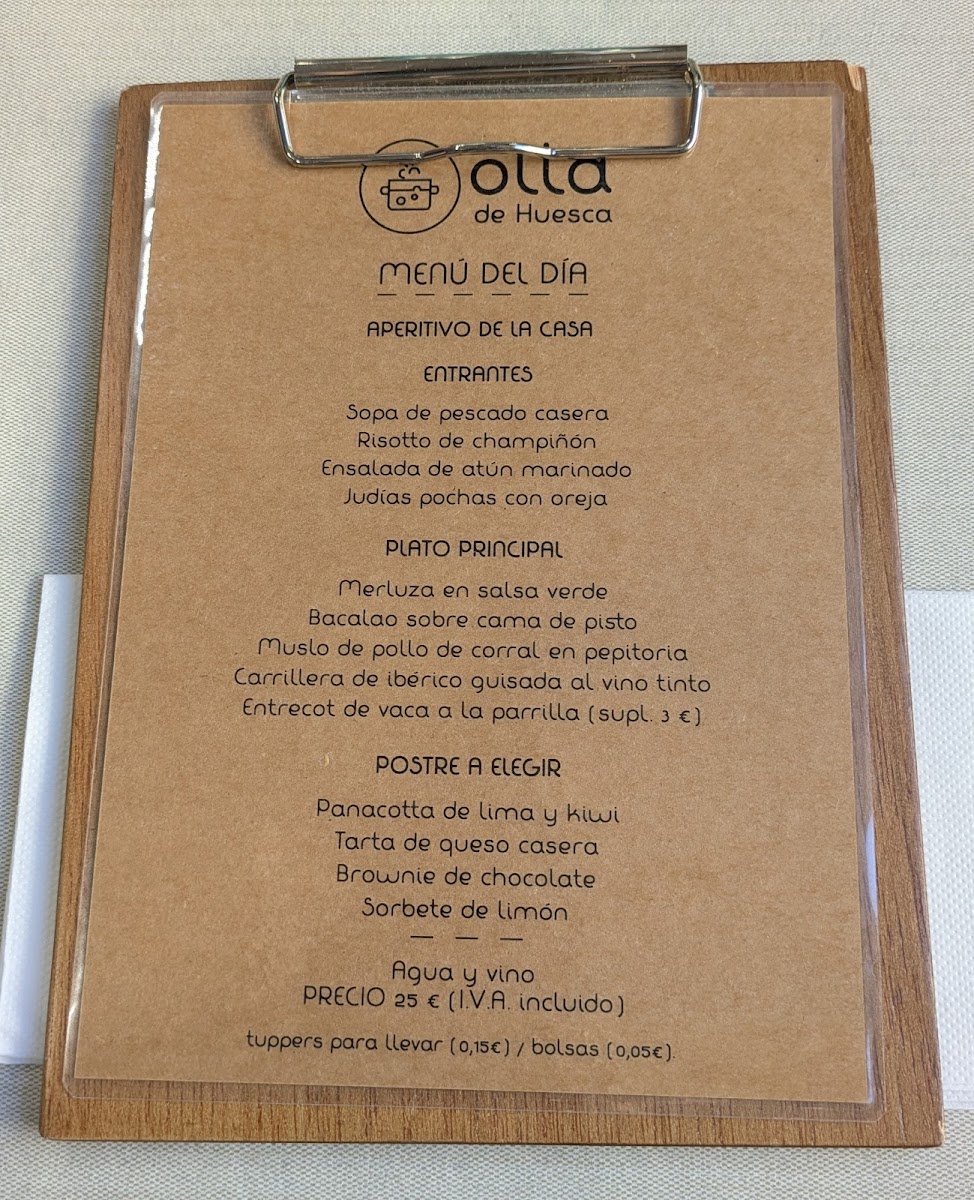 olla
de Huesca
MENÚ DEL DÍA
APERITIVO DE LA CASA
ENTRANTES
Sopa de pescado casera
Risotto de champiñón
Ensalada de atún marinado
Judías pochas con oreja
PLATO PRINCIPAL
Merluza en salsa verde
Bacalao sobre cama de pisto
Muslo de pollo de corral en pepitoria
Carrillera de ibérico guisada al vino tinto
Entrecot de vaca a la parrilla (supl. 3 €)
POSTRE A ELEGIR
Panacotta de lima y kiwi
Tarta de queso casera
Brownie de chocolate
Sorbete de limón
Agua y vino
PRECIO 25 € (I.V.A. incluido)
tuppers para llevar (0,15€) / bolsas (0,05€).